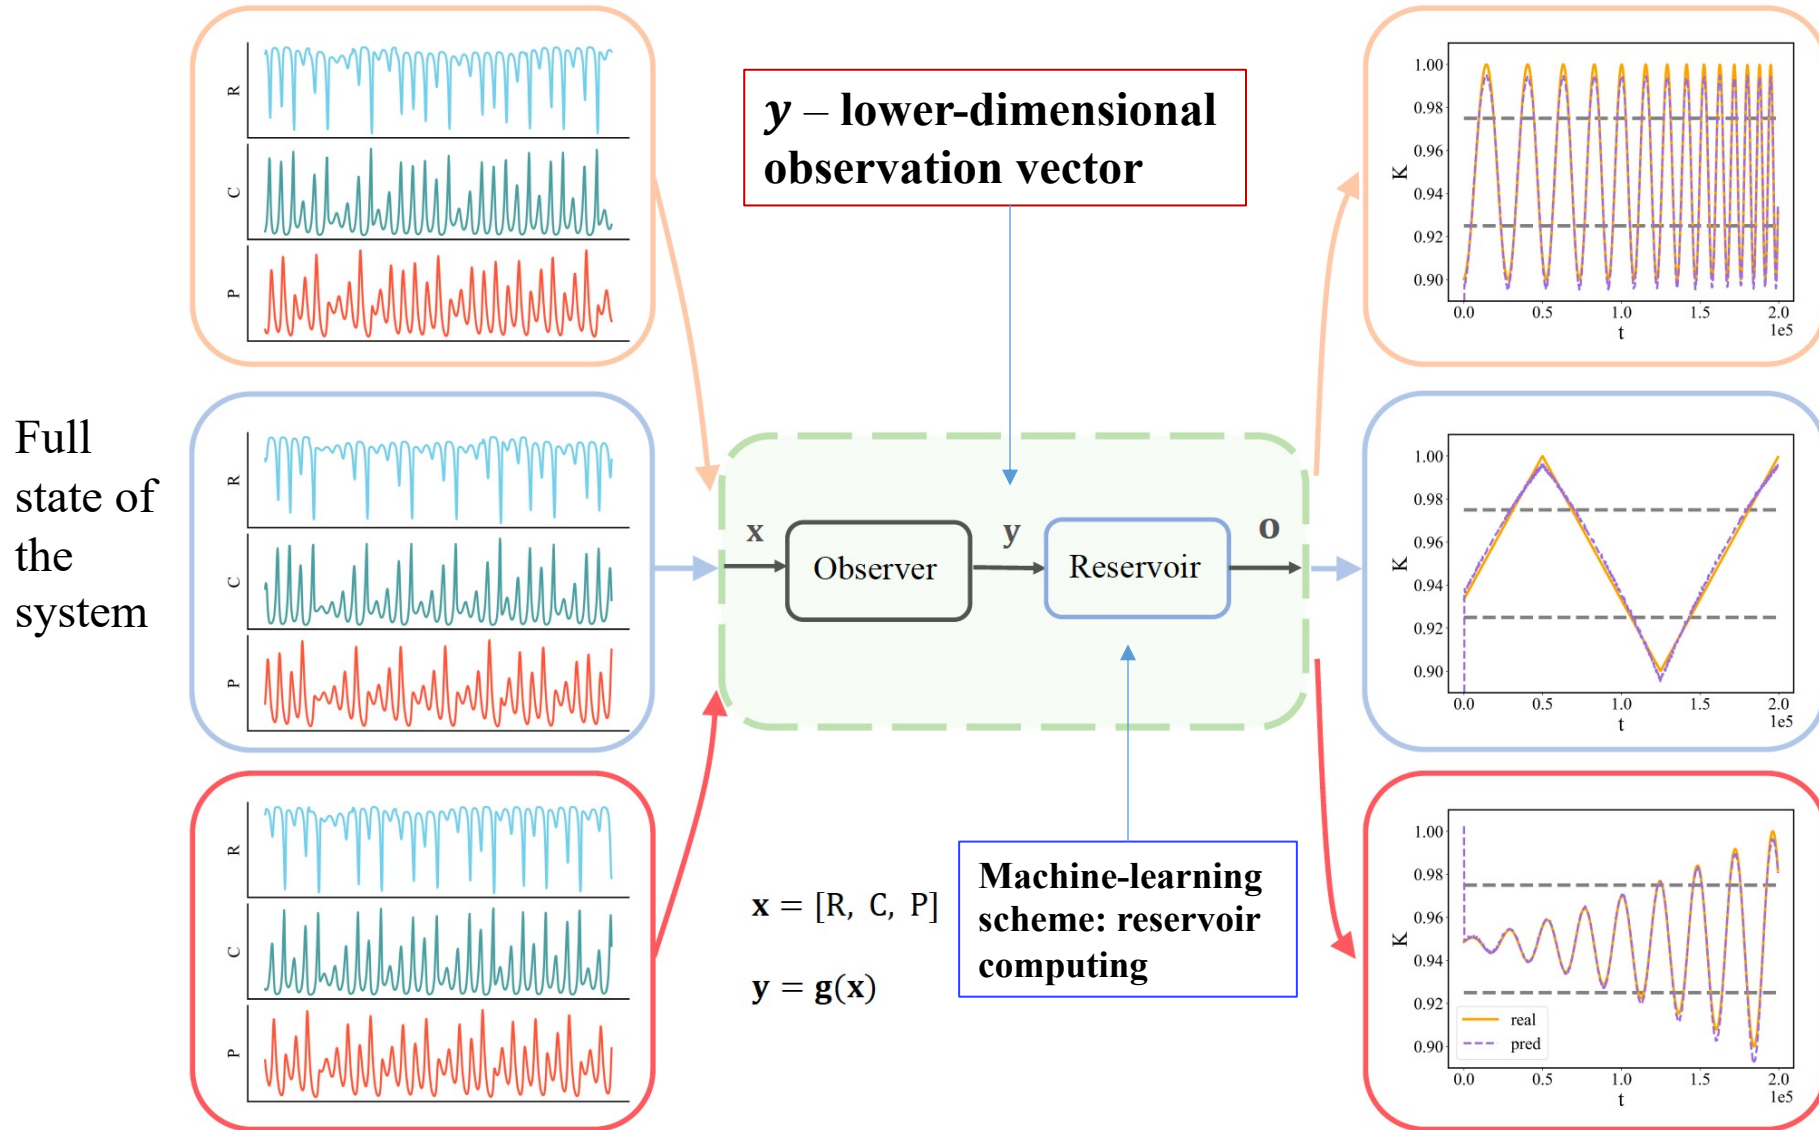 Full
state of
the
system
R
C
P
R
C
P
R
C
P
y – lower-dimensional
observation vector
x
Observer
y
Reservoir
o
x = [R, C, P]
y = g(x)
Machine-learning
scheme: reservoir
computing
1.00
0.98
0.96
0.94
0.92
0.90
K
0.0 0.5 1.0 1.5 2.0
1e5
t
1.00
0.98
0.96
0.94
0.92
0.90
K
0.0 0.5 1.0 1.5 2.0
1e5
t
1.00
0.98
0.96
0.94
0.92
0.90
K
real
pred
0.0 0.5 1.0 1.5 2.0
1e5
t